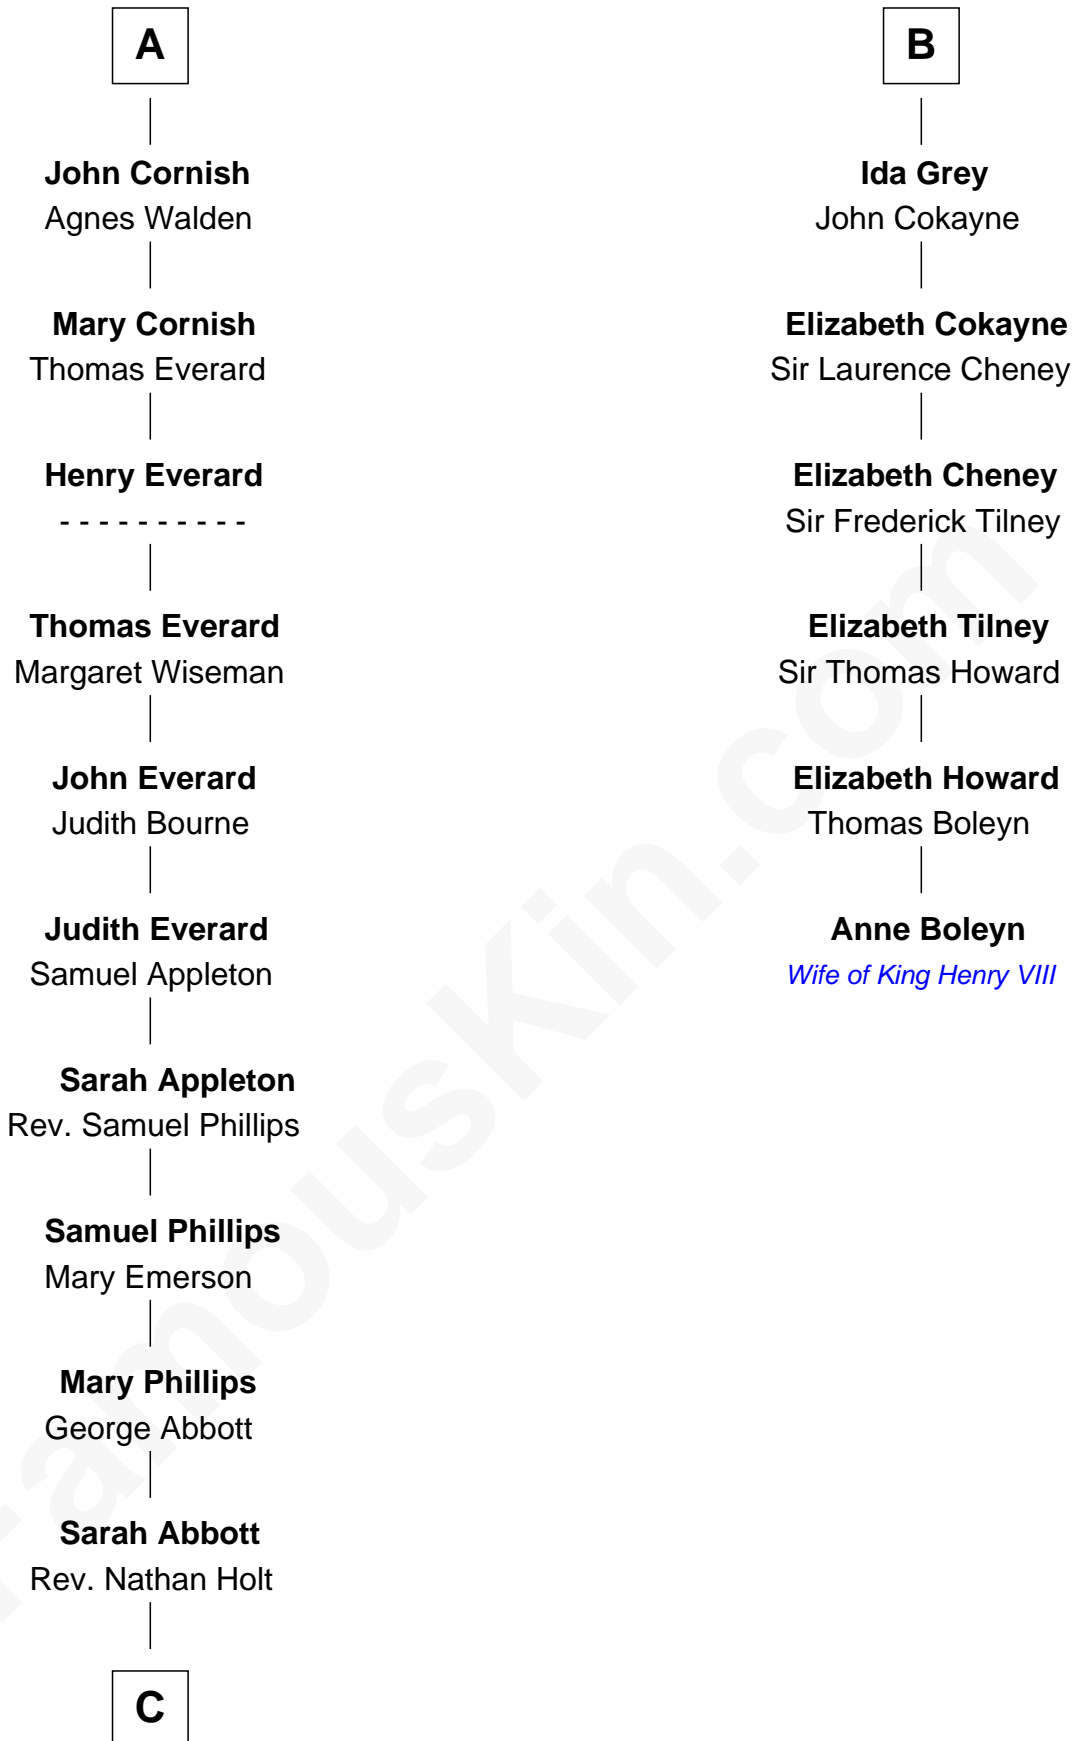 A
John Cornish
Agnes Walden
Mary Cornish
Thomas Everard
Henry Everard
- - - - - - - - - -
Thomas Everard
Margaret Wiseman
John Everard
Judith Bourne
Judith Everard
Samuel Appleton
Sarah Appleton
Rev. Samuel Phillips
Samuel Phillips
Mary Emerson
Mary Phillips
George Abbott
Sarah Abbott
Rev. Nathan Holt
C
B
Ida Grey
John Cokayne
Elizabeth Cokayne
Sir Laurence Cheney
Elizabeth Cheney
Sir Frederick Tilney
Elizabeth Tilney
Sir Thomas Howard
Elizabeth Howard
Thomas Boleyn
Anne Boleyn
Wife of King Henry VIII
FamousKin.com